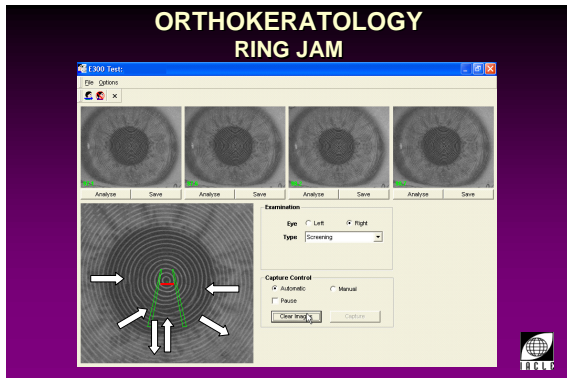 ORTHOKERATOLOGY
RING JAM
E300 Test:
File Options
Analyse Save Analyse Save Analyse Save Analyse Save
Examination
Eye Left Right
Type Screening
Capture Control
Automatic Manual
Pause
Clear Images Capture
IACLE